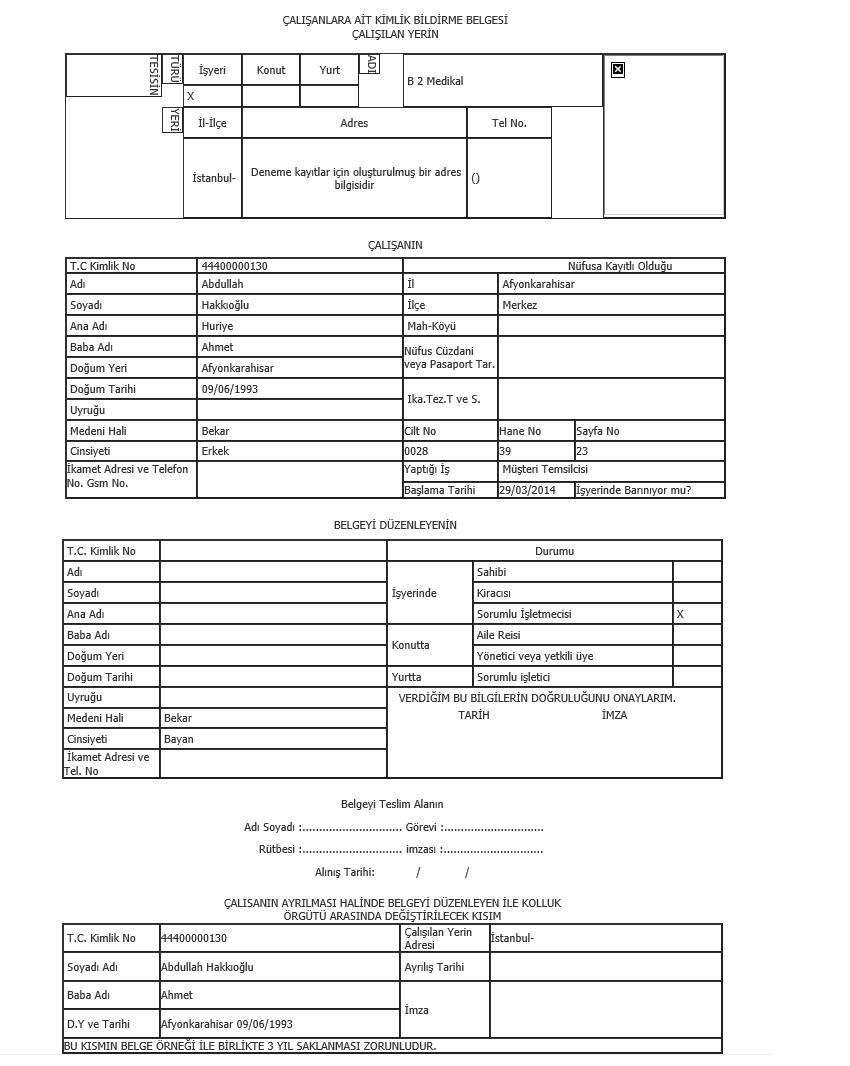 ÇALIŞANLARA AİT KİMLİK BİLDİRME BELGESİ
ÇALIŞILAN YERİN
TESİSİN
TÜRÜ
İşyeri Konut Yurt
ADI
B 2 Medikal
X
YERİ
İl-İlçe Adres Tel No.
İstanbul- Deneme kayıtlar için oluşturulmuş bir adres ()
bilgisidir
ÇALIŞANIN
T.C Kimlik No 44400000130 Nüfusa Kayıtlı Olduğu
Adı Abdullah İl Afyonkarahisar
Soyadı Hakkıoğlu İlçe Merkez
Ana Adı Huriye Mah-Köyü
Baba Adı Ahmet Nüfus Cüzdani
veya Pasaport Tar.
Doğum Yeri Afyonkarahisar
Doğum Tarihi 09/06/1993 Ika.Tez.T ve S.
Uyruğu
Medeni Hali Bekar Cilt No Hane No Sayfa No
Cinsiyeti Erkek 0028 39 23
İkamet Adresi ve Telefon Yaptığı İş Müşteri Temsilcisi
No. Gsm No.
Başlama Tarihi 29/03/2014 İşyerinde Barınıyor mu?
BELGEYİ DÜZENLEYENİN
T.C. Kimlik No Durumu
Adı İşyerinde Sahibi
Soyadı Kiracısı
Ana Adı Sorumlu İşletmecisi X
Baba Adı Konutta Aile Reisi
Doğum Yeri Yönetici veya yetkili üye
Doğum Tarihi Yurtta Sorumlu işletici
Uyruğu VERDİĞİM BU BİLGİLERİN DOĞRULUĞUNU ONAYLARIM.
Medeni Hali Bekar TARİH İMZA
Cinsiyeti Bayan
İkamet Adresi ve
Tel. No
Belgeyi Teslim Alanın
Adı Soyadı :.............................. Görevi :..............................
Rütbesi :.............................. imzası :..............................
Alınış Tarihi: / /
ÇALISANIN AYRILMASI HALİNDE BELGEYİ DÜZENLEYEN İLE KOLLUK
ÖRGÜTÜ ARASINDA DEĞİŞTİRİLECEK KISIM
T.C. Kimlik No 44400000130 Çalışılan Yerin İstanbul-
Adresi
Soyadı Adı Abdullah Hakkıoğlu Ayrılış Tarihi
Baba Adı Ahmet İmza
D.Y ve Tarihi Afyonkarahisar 09/06/1993
BU KISMIN BELGE ÖRNEĞİ İLE BİRLİKTE 3 YIL SAKLANMASI ZORUNLUDUR.